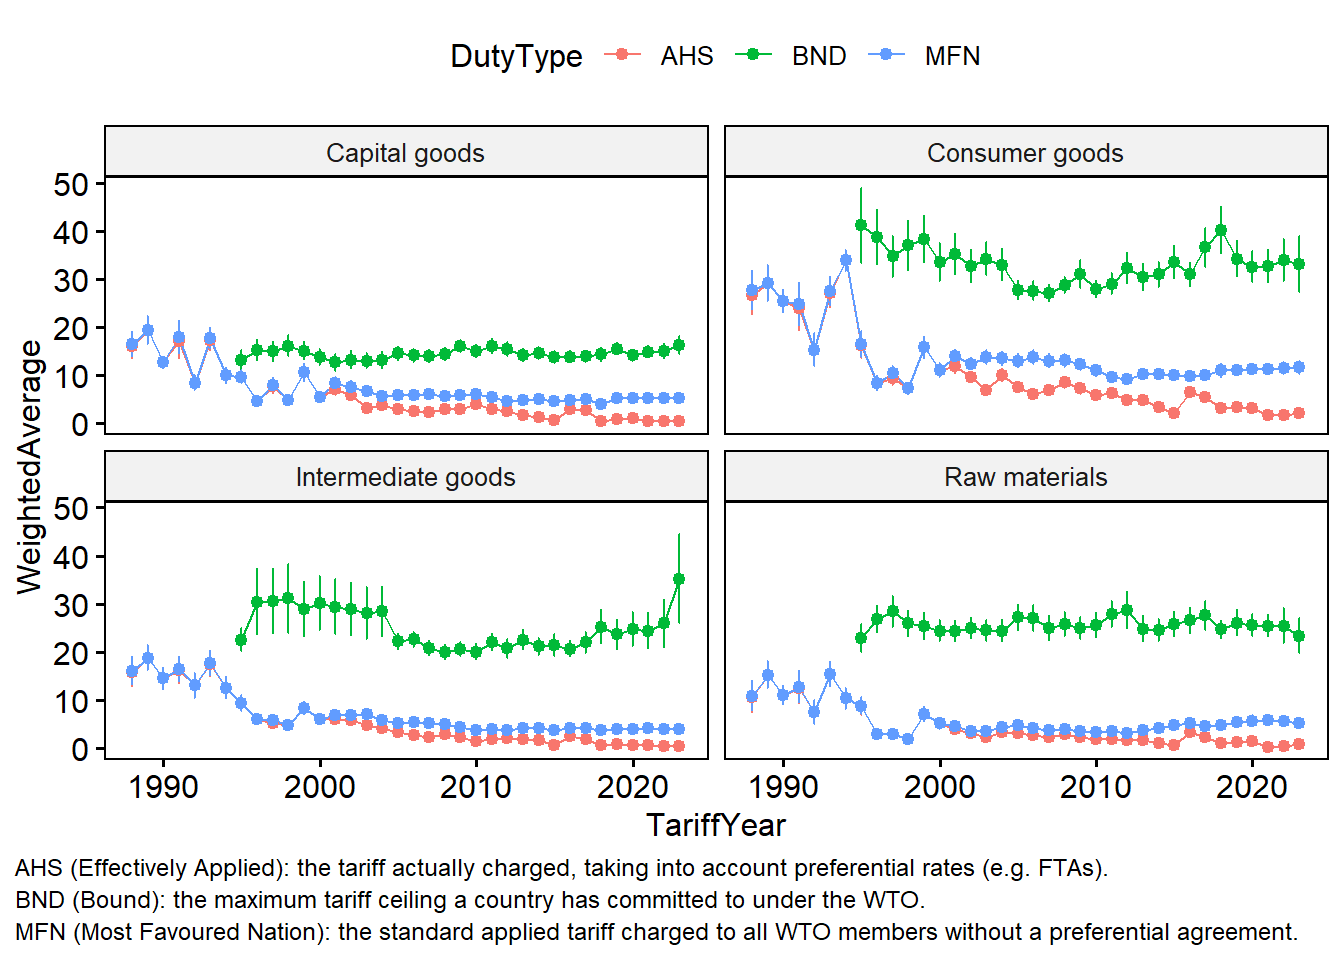 DutyType AHS BND MFN
Capital goods
Consumer goods
50
40
30
20
10
0
Intermediate goods
Raw materials
50
40
30
20
10
0
WeightedAverage
1990 2000 2010 2020
1990 2000 2010 2020
TariffYear
AHS (Effectively Applied): the tariff actually charged, taking into account preferential rates (e.g. FTAs).
BND (Bound): the maximum tariff ceiling a country has committed to under the WTO.
MFN (Most Favoured Nation): the standard applied tariff charged to all WTO members without a preferential agreement.